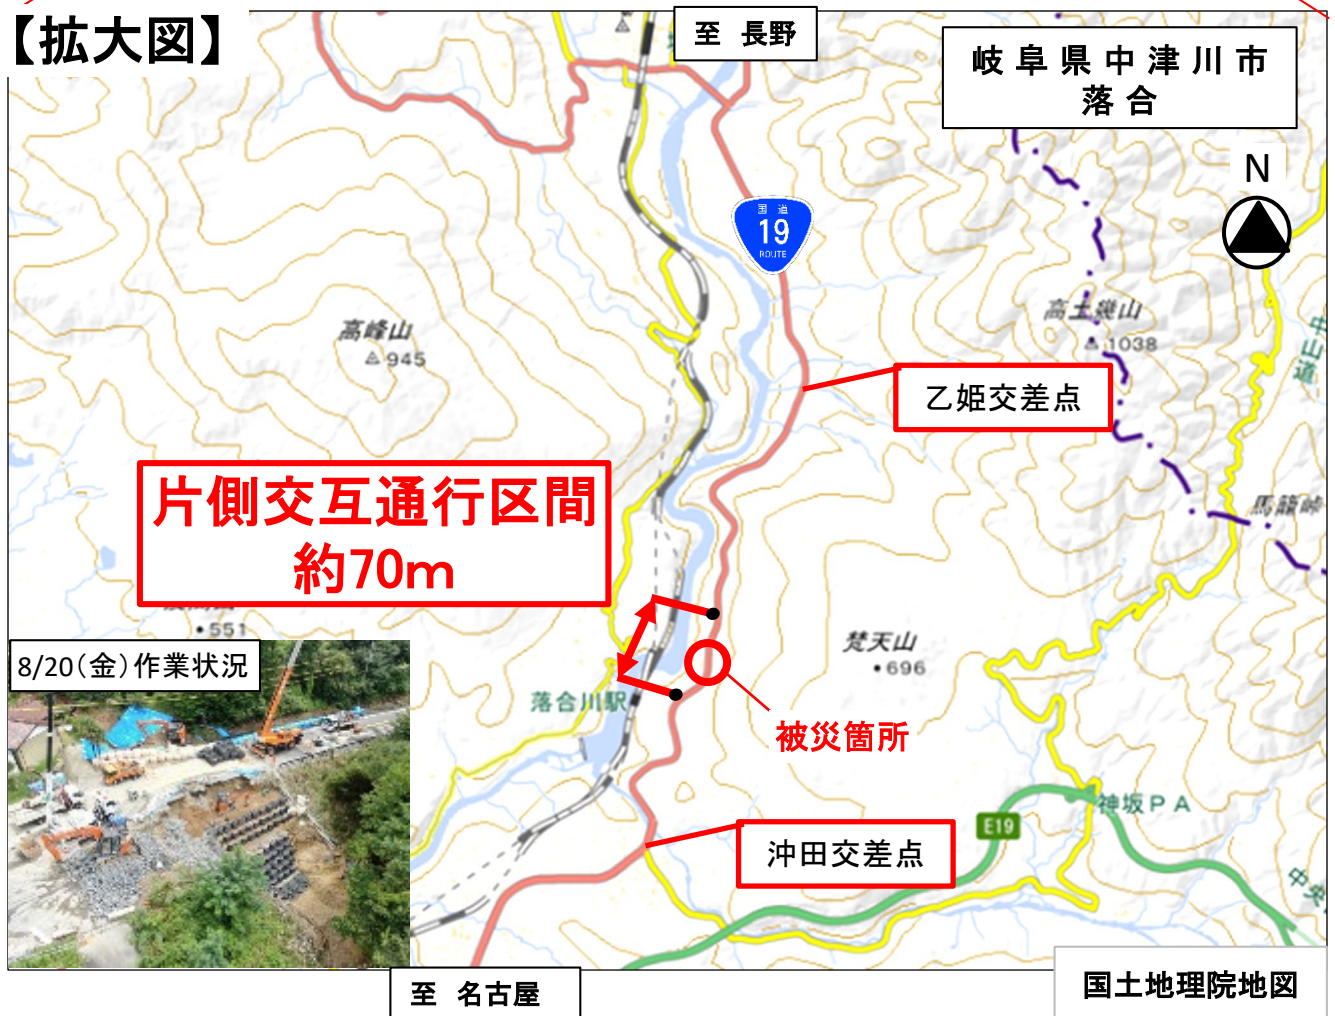 【拡大図】
至 長野
岐阜県中津川市
落合
N
国道
19
ROUTE
高峰山
945
高土幾山
1038
乙姫交差点
片側交互通行区間
約70m
馬籠峠
551
8/20(金)作業状況
落合川駅
梵天山
696
被災箇所
神坂PA
E19
沖田交差点
至 名古屋
国土地理院地図